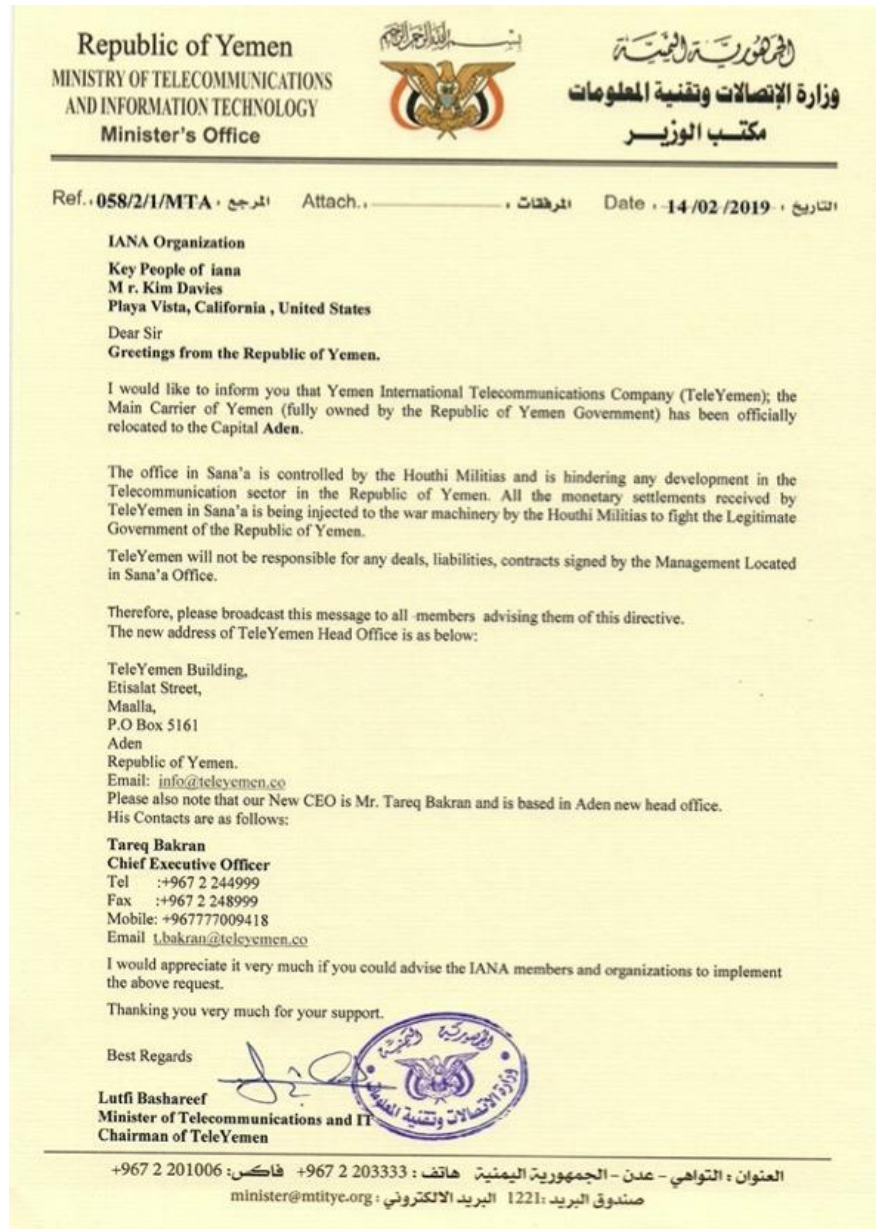 Republic of Yemen
MINISTRY OF TELECOMMUNICATIONS
AND INFORMATION TECHNOLOGY
Minister's Office
بسم الله الرحمن الرحيم
الجمهورية اليمنية
وزارة الإتصالات وتقنية المعلومات
مكتب الوزير
Ref. : 058/2/1/MTA : المرجع Attach. : المرفقات : Date : 14/02/2019 : التاريخ
IANA Organization
Key People of iana
M r. Kim Davies
Playa Vista, California , United States
Dear Sir
Greetings from the Republic of Yemen.
I would like to inform you that Yemen International Telecommunications Company (TeleYemen); the
Main Carrier of Yemen (fully owned by the Republic of Yemen Government) has been officially
relocated to the Capital Aden.
The office in Sana'a is controlled by the Houthi Militias and is hindering any development in the
Telecommunication sector in the Republic of Yemen. All the monetary settlements received by
TeleYemen in Sana'a is being injected to the war machinery by the Houthi Militias to fight the Legitimate
Government of the Republic of Yemen.
TeleYemen will not be responsible for any deals, liabilities, contracts signed by the Management Located
in Sana'a Office.
Therefore, please broadcast this message to all members advising them of this directive.
The new address of TeleYemen Head Office is as below:
TeleYemen Building,
Etisalat Street,
Maalla,
P.O Box 5161
Aden
Republic of Yemen.
Email: info@teleyemen.co
Please also note that our New CEO is Mr. Tareq Bakran and is based in Aden new head office.
His Contacts are as follows:
Tareq Bakran
Chief Executive Officer
Tel :+967 2 244999
Fax :+967 2 248999
Mobile: +967777009418
Email t.bakran@teleyemen.co
I would appreciate it very much if you could advise the IANA members and organizations to implement
the above request.
Thanking you very much for your support.
Best Regards
الجمهورية اليمنية
وزارة الاتصالات وتقنية المعلومات
Lutfi Bashareef
Minister of Telecommunications and IT
Chairman of TeleYemen
العنوان : التواهي - عدن - الجمهورية اليمنية هاتف : 203333 2 967+ فاكس: 201006 2 967+
صندوق البريد :1221 البريد الالكتروني : minister@mtitye.org